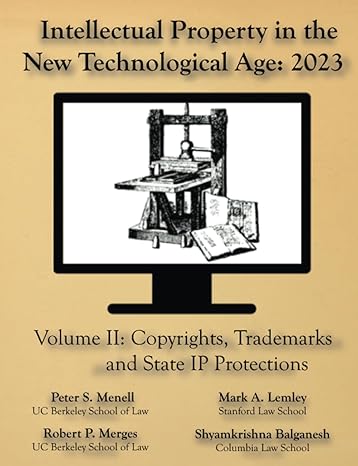 Intellectual Property in the
New Technological Age: 2023
Volume II: Copyrights, Trademarks
and State IP Protections
Peter S. Menell
UC Berkeley School of Law
Mark A. Lemley
Stanford Law School
Robert P. Merges
UC Berkeley School of Law
Shyamkrishna Balganesh
Columbia Law School